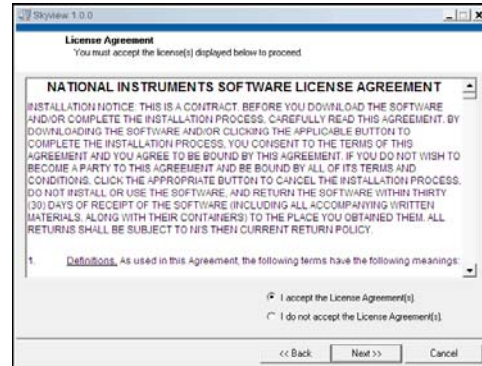 Skyview 1.0.0
License Agreement
You must accept the license(s) displayed below to proceed.
NATIONAL INSTRUMENTS SOFTWARE LICENSE AGREEMENT
INSTALLATION NOTICE: THIS IS A CONTRACT. BEFORE YOU DOWNLOAD THE SOFTWARE
AND/OR COMPLETE THE INSTALLATION PROCESS, CAREFULLY READ THIS AGREEMENT. BY
DOWNLOADING THE SOFTWARE AND/OR CLICKING THE APPLICABLE BUTTON TO
COMPLETE THE INSTALLATION PROCESS, YOU CONSENT TO THE TERMS OF THIS
AGREEMENT AND YOU AGREE TO BE BOUND BY THIS AGREEMENT. IF YOU DO NOT WISH TO
BECOME A PARTY TO THIS AGREEMENT AND BE BOUND BY ALL OF ITS TERMS AND
CONDITIONS, CLICK THE APPROPRIATE BUTTON TO CANCEL THE INSTALLATION PROCESS,
DO NOT INSTALL OR USE THE SOFTWARE, AND RETURN THE SOFTWARE WITHIN THIRTY
(30) DAYS OF RECEIPT OF THE SOFTWARE (INCLUDING ALL ACCOMPANYING WRITTEN
MATERIALS, ALONG WITH THEIR CONTAINERS) TO THE PLACE YOU OBTAINED THEM. ALL
RETURNS SHALL BE SUBJECT TO NI'S THEN CURRENT RETURN POLICY.
1. Definitions. As used in this Agreement, the following terms have the following meanings:
I accept the License Agreement(s).
I do not accept the License Agreement(s).
<< Back Next >> Cancel